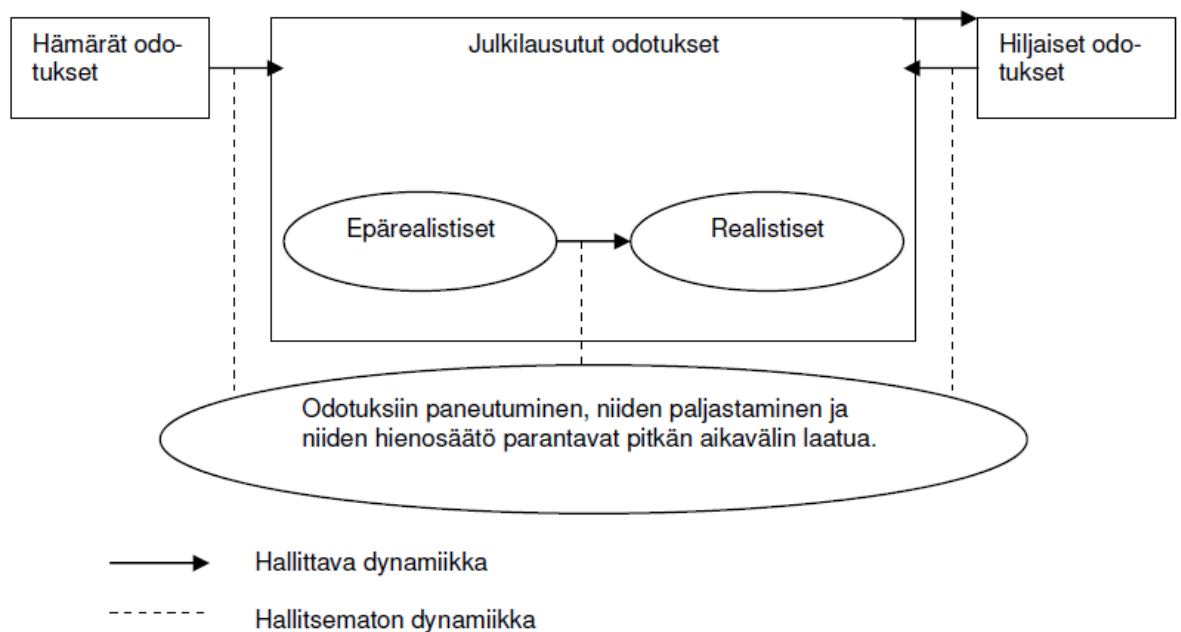 Hämärät odo-
tukset
Julkilausutut odotukset
Hiljaiset odo-
tukset
Epärealistiset
Realistiset
Odotuksiin paneutuminen, niiden paljastaminen ja
niiden hienosäätö parantavat pitkän aikavälin laatua.
Hallittava dynamiikka
Hallitsematon dynamiikka